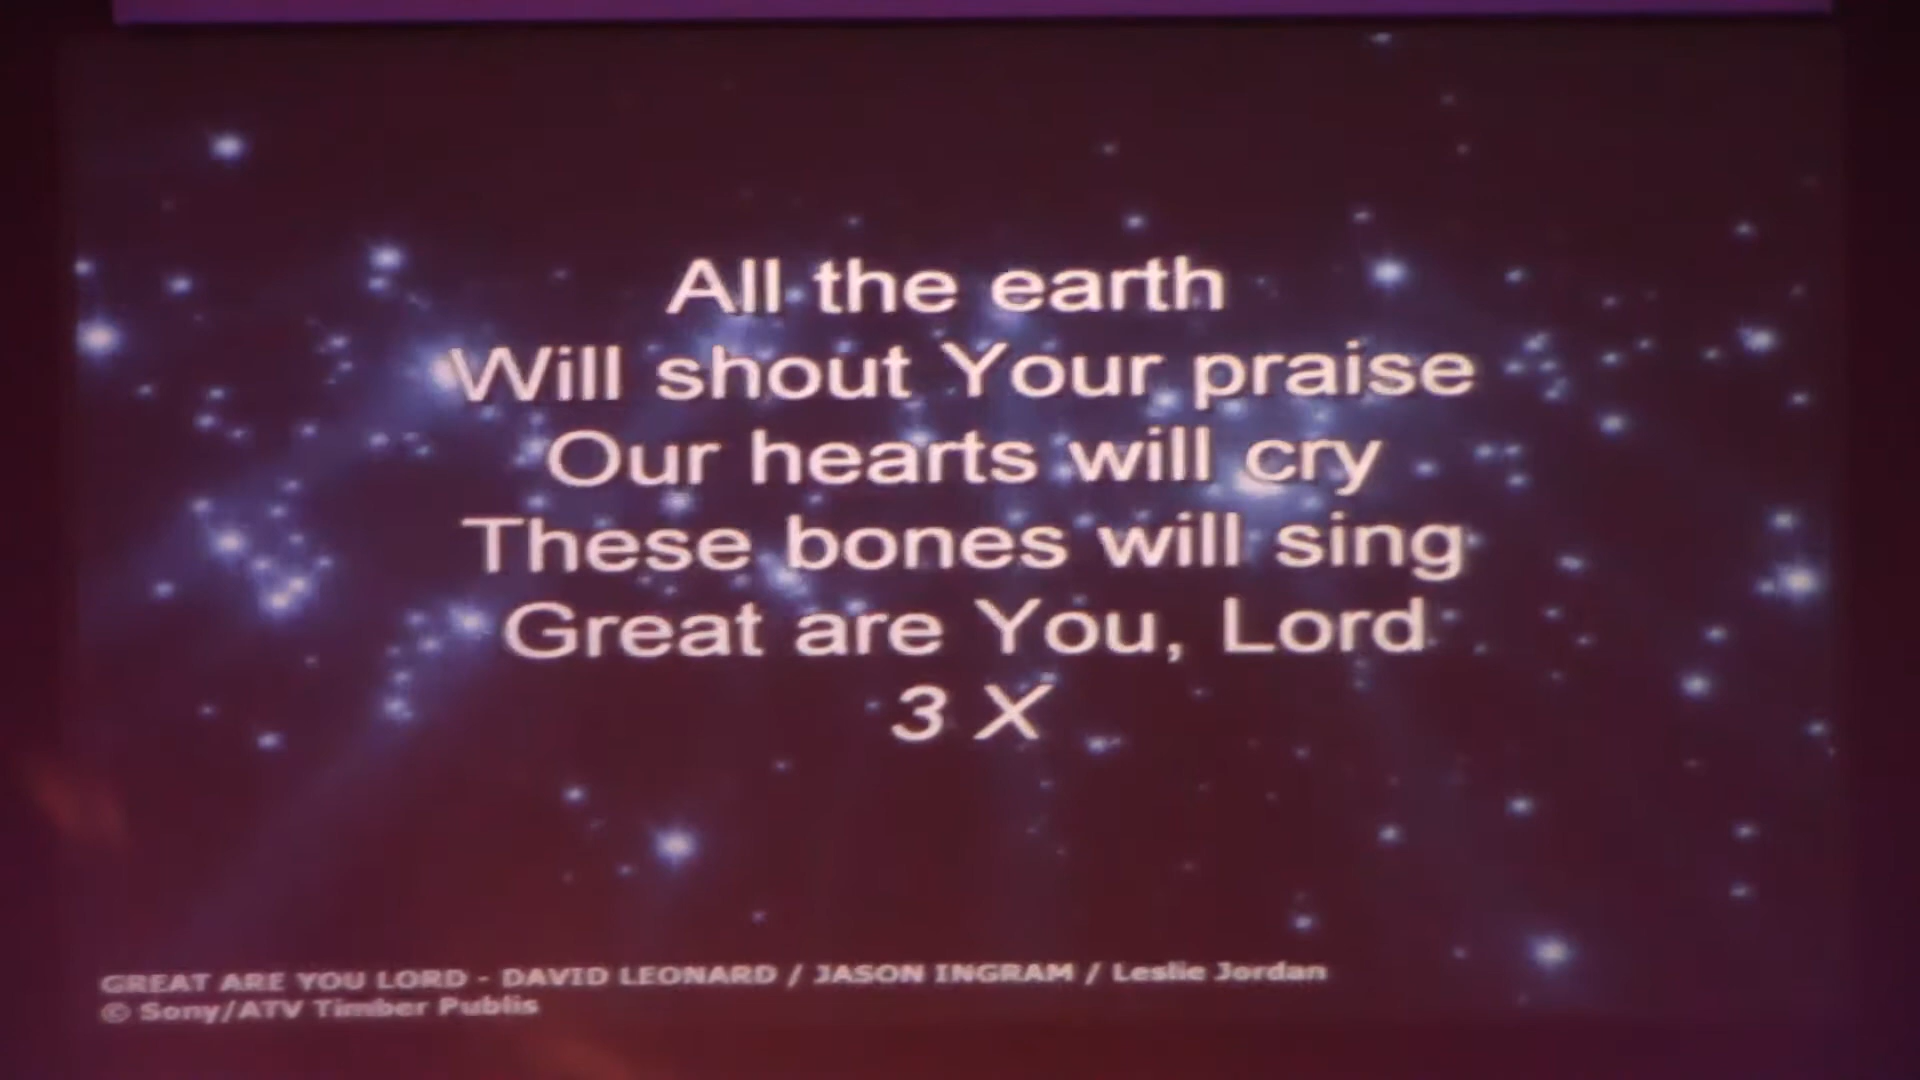 All the earth
Will shout Your praise
Our hearts will cry
These bones will sing
Great are You, Lord
3 X
GREAT ARE YOU LORD - DAVID LEONARD / JASON INGRAM / Leslie Jordan
© Sony/ATV Timber Publis